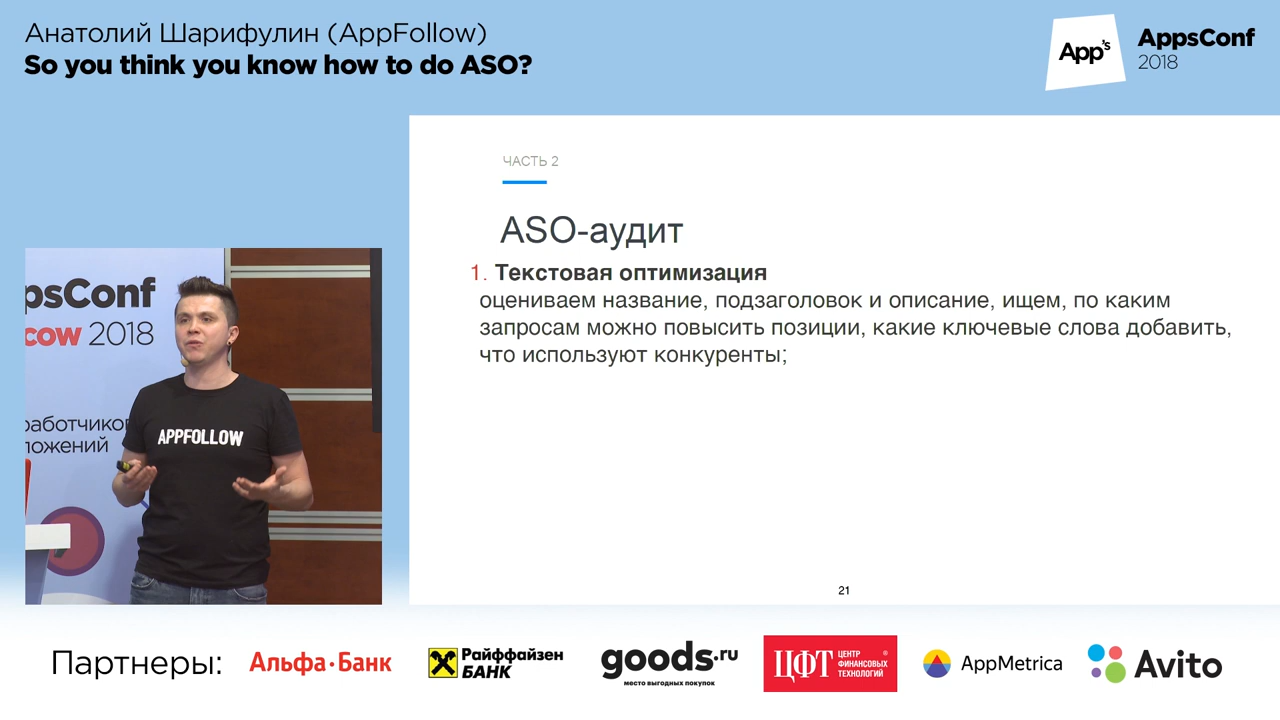 Анатолий Шарифулин (AppFollow)
So you think you know how to do ASO?
App's
AppsConf
2018
ЧАСТЬ 2
ASO-аудит
1. Текстовая оптимизация
оцениваем название, подзаголовок и описание, ищем, по каким
запросам можно повысить позиции, какие ключевые слова добавить,
что используют конкуренты;
21
psConf
cow 2018
работчиков
ложений
APPFOLLOW
Партнеры:
Альфа·Банк
Райффайзен
БАНК
goods.ru
место выгодных покупок
ЦФТ
ЦЕНТР
ФИНАНСОВЫХ
ТЕХНОЛОГИЙ
®
AppMetrica
Avito